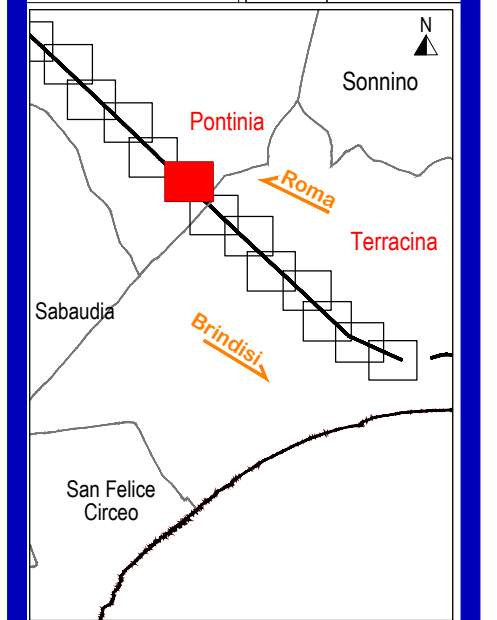 N
Sonnino
Pontinia
Roma
Terracina
Sabaudia
Brindisi
San Felice
Circeo